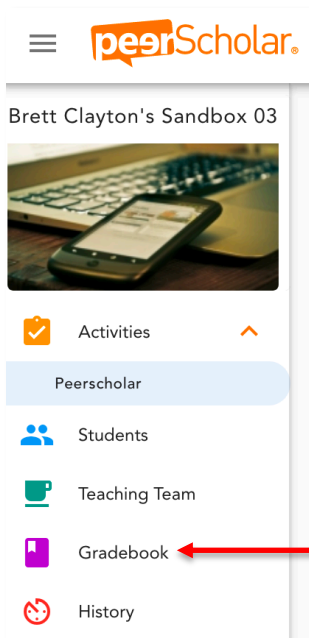 peerScholar®
Brett Clayton's Sandbox 03
Activities
Peerscholar
Students
Teaching Team
Gradebook
History